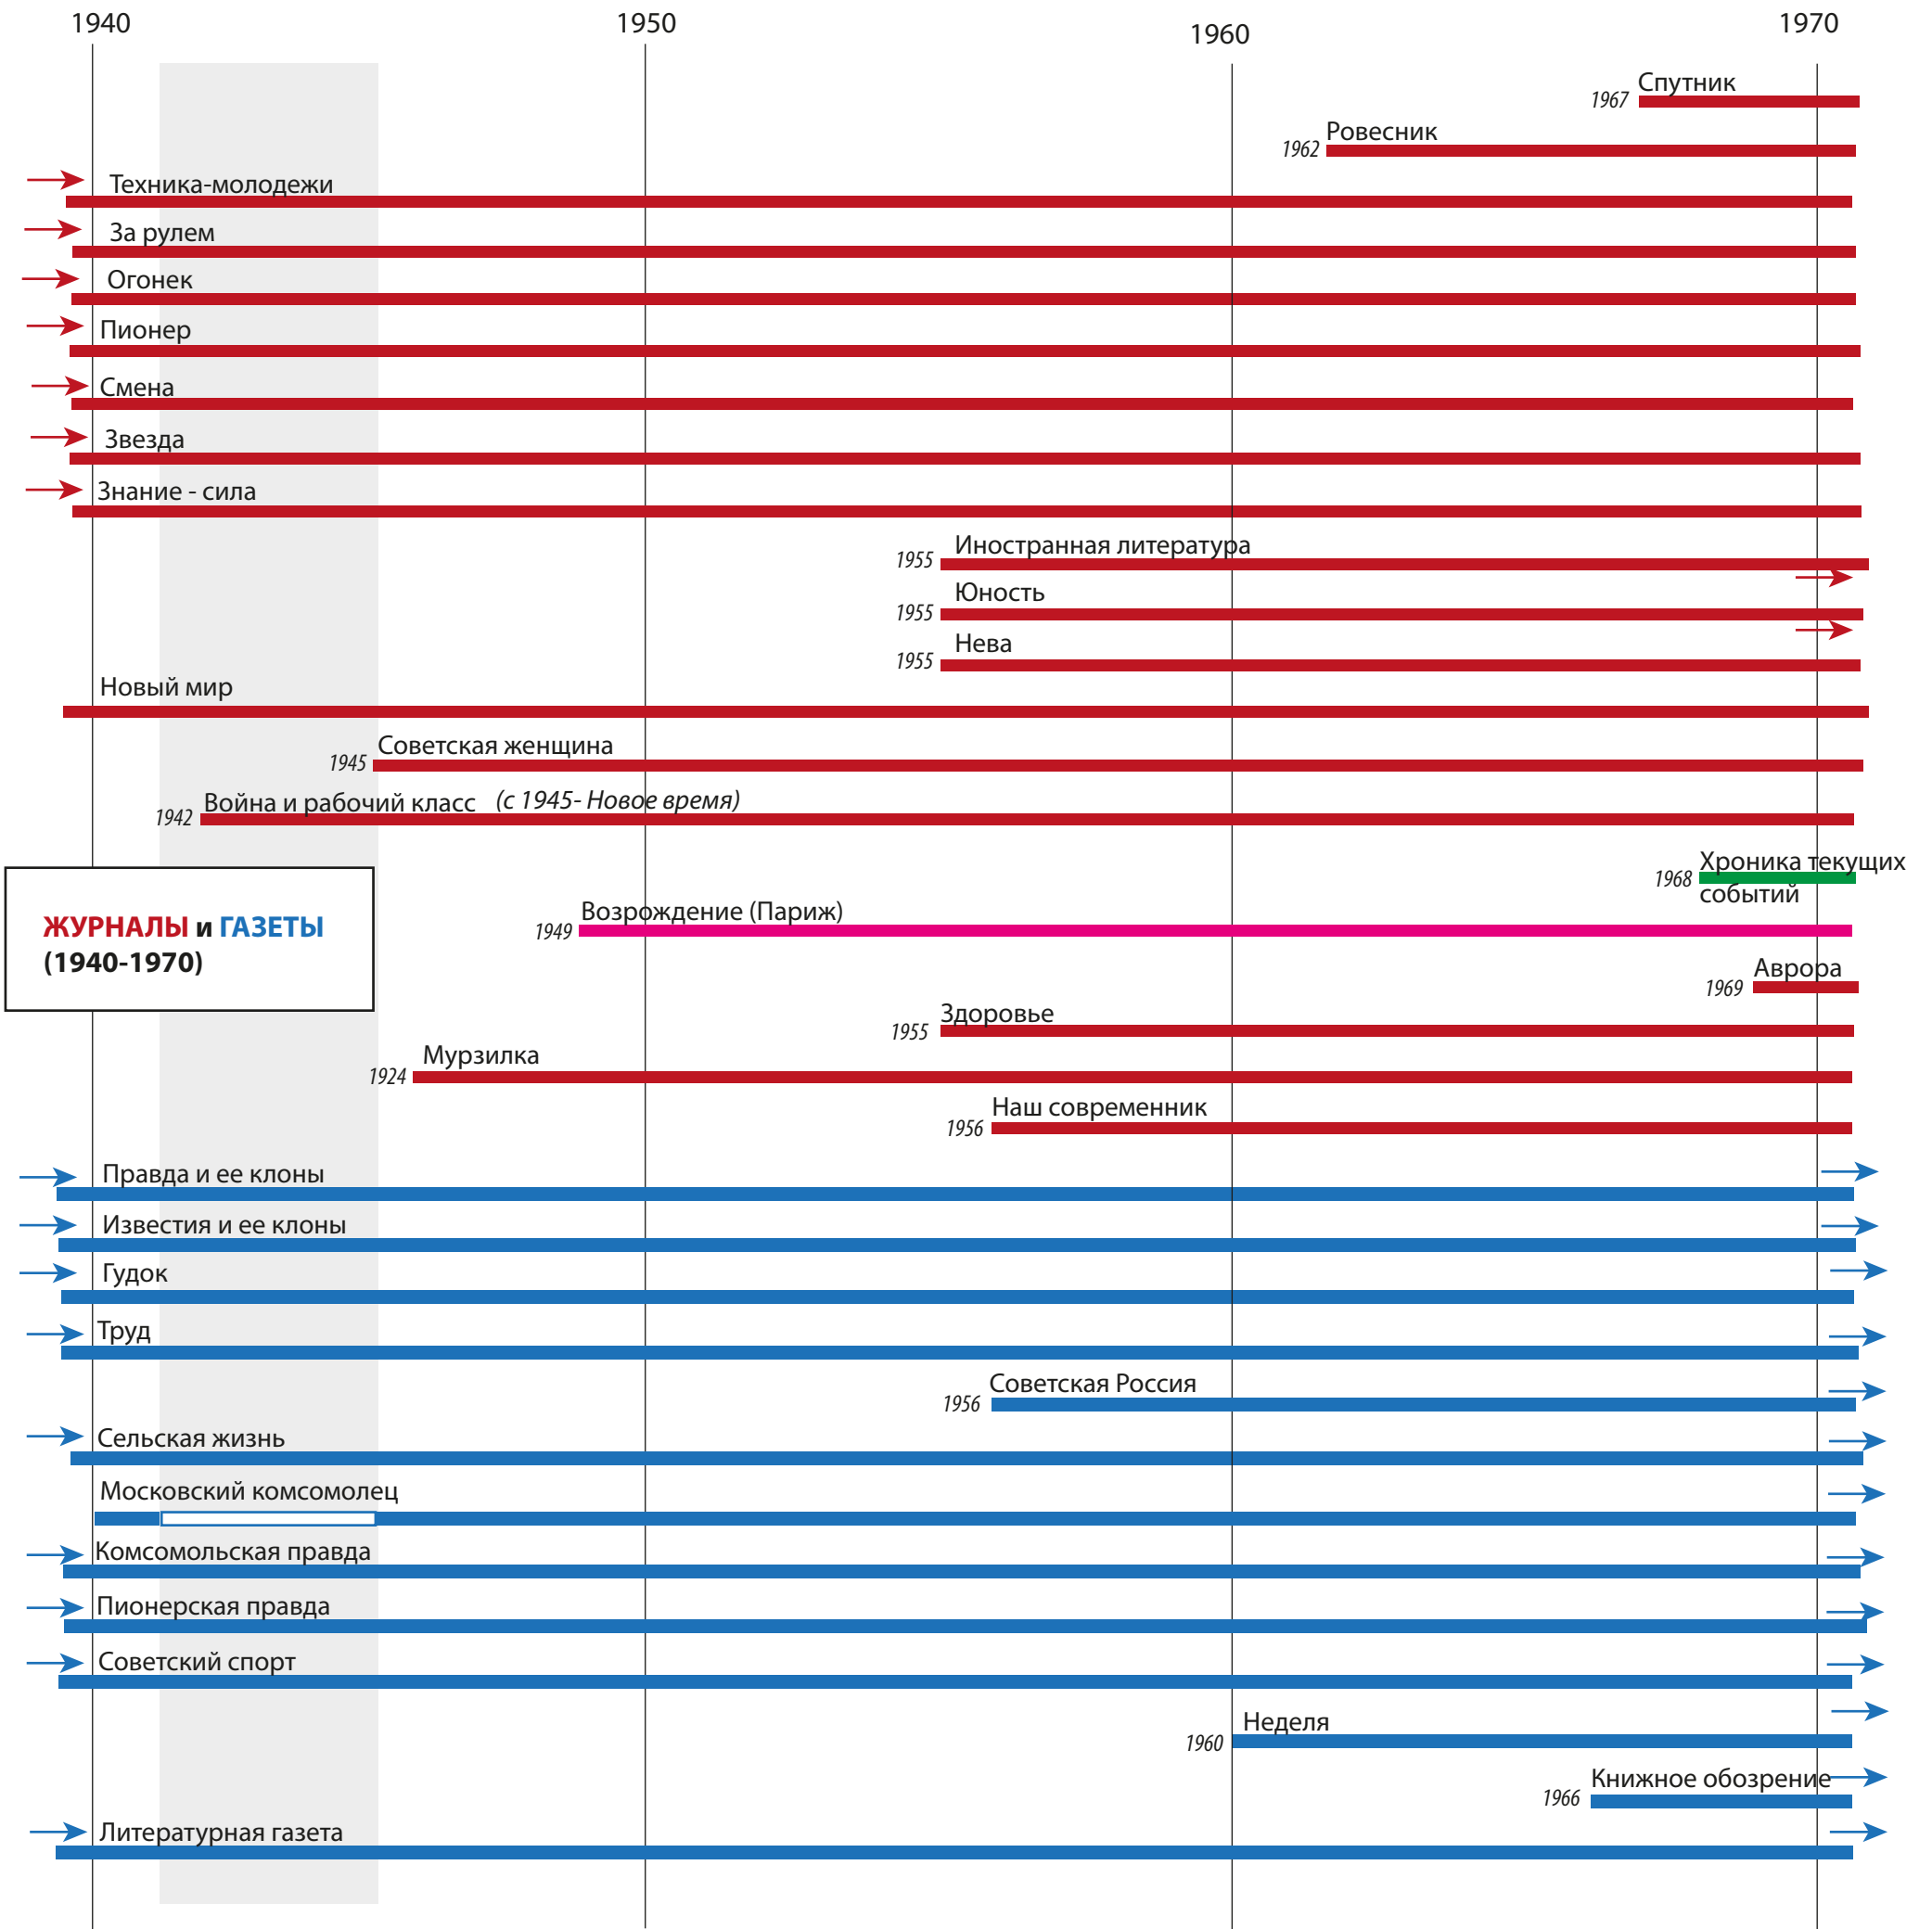 1940 1950 1960 1970
Спутник
1967
Ровесник
1962
Техника-молодежи
За рулем
Огонек
Пионер
Смена
Звезда
Знание - сила
Иностранная литература
1955
Юность
1955
Нева
1955
Новый мир
Советская женщина
1945
Война и рабочий класс (с 1945- Новое время)
1942
Хроника текущих
1968
событий
ЖУРНАЛЫ и ГАЗЕТЫ
(1940-1970)
Возрождение (Париж)
1949
Аврора
1969
Здоровье
1955
Мурзилка
1924
Наш современник
1956
Правда и ее клоны
Известия и ее клоны
Гудок
Труд
Советская Россия
1956
Сельская жизнь
Московский комсомолец
Комсомольская правда
Пионерская правда
Советский спорт
Неделя
1960
Книжное обозрение
1966
Литературная газета